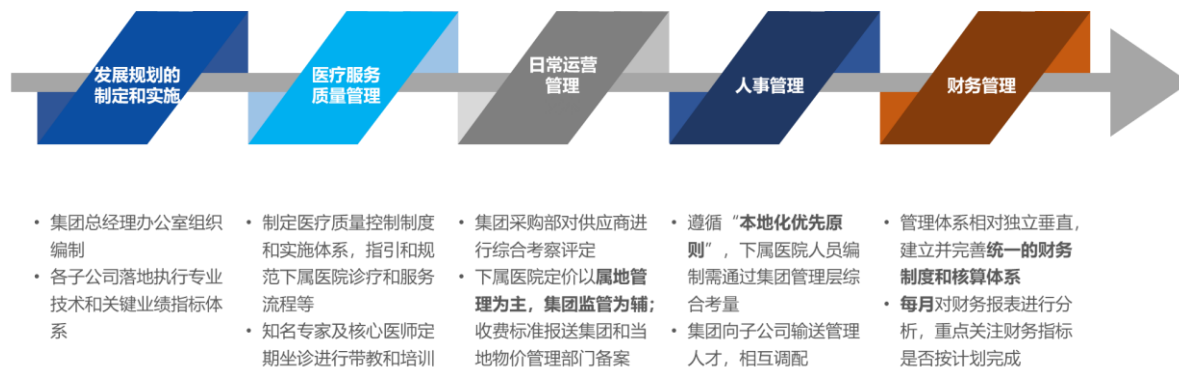 发展规划的
制定和实施
医疗服务
质量管理
日常运营
管理
人事管理
财务管理
• 集团总经理办公室组织
编制
• 各子公司落地执行专业
技术和关键业绩指标体
系
• 制定医疗质量控制制度
和实施体系，指引和规
范下属医院诊疗和服务
流程等
• 知名专家及核心医师定
期坐诊进行带教和培训
• 集团采购部对供应商进
行综合考察评定
• 下属医院定价以属地管
理为主，集团监管为辅；
收费标准报送集团和当
地物价管理部门备案
• 遵循“本地化优先原
则”，下属医院人员编
制需通过集团管理层综
合考量
• 集团向子公司输送管理
人才，相互调配
• 管理体系相对独立垂直，
建立并完善统一的财务
制度和核算体系
• 每月对财务报表进行分
析，重点关注财务指标
是否按计划完成